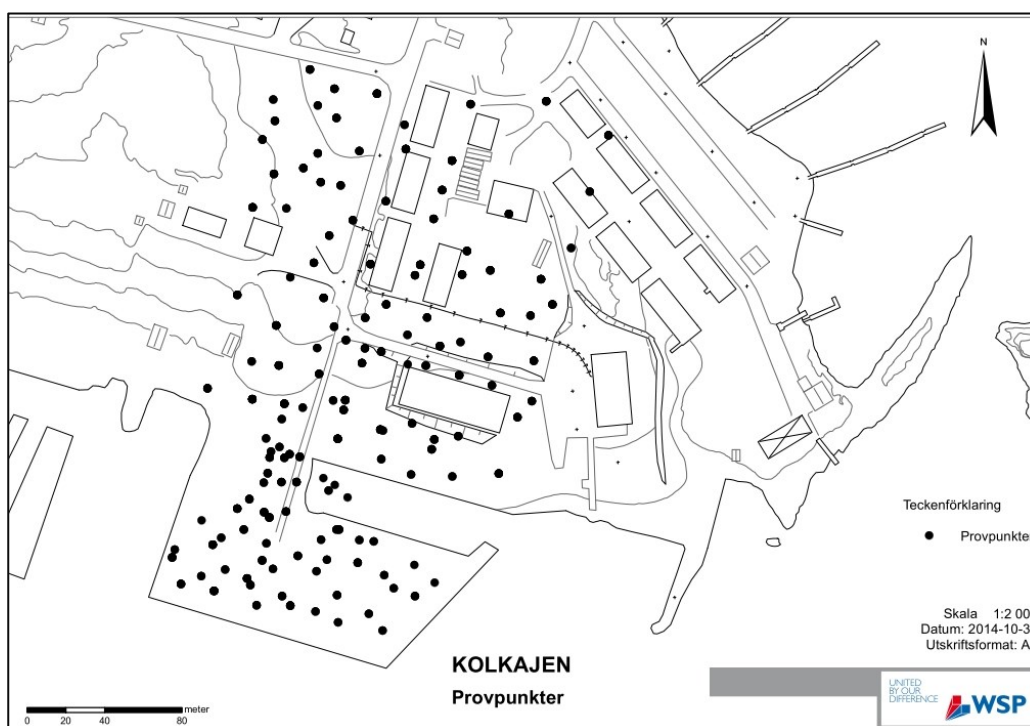 N
Teckenförklaring
Provpunkter
Skala 1:2 00
Datum: 2014-10-3
Utskriftsformat: A
KOLKAJEN
Provpunkter
meter
0 20 40 80
UNITED
BY OUR
DIFFERENCE
WSP